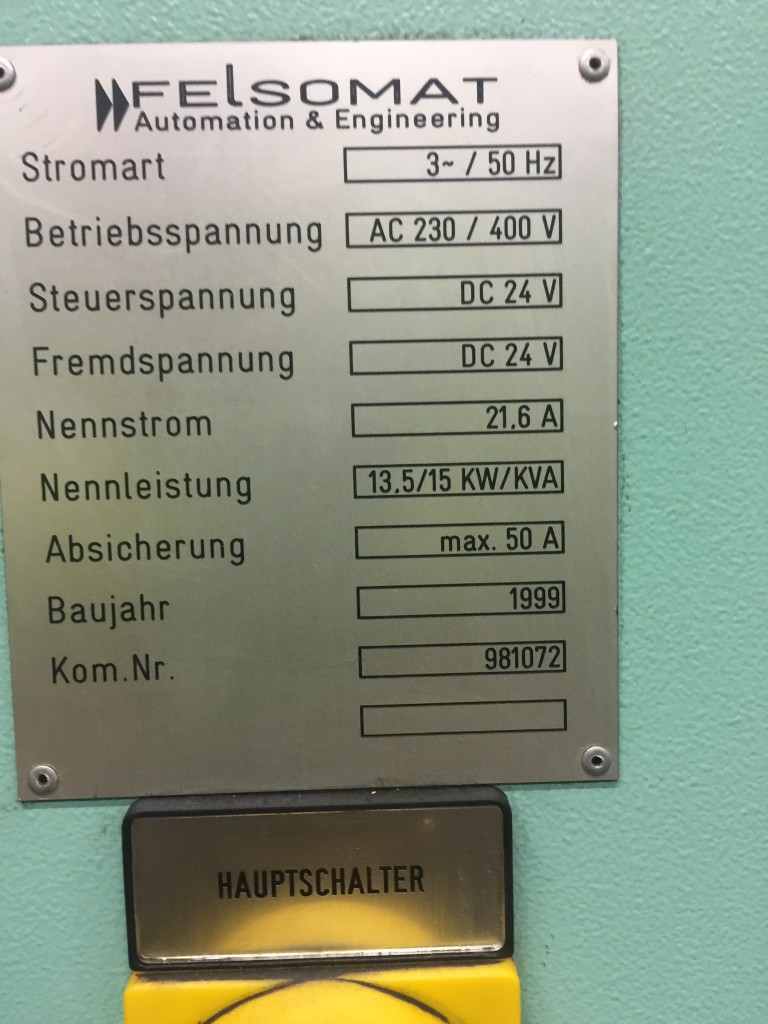 FELSOMAT
Automation & Engineering
Stromart 3~ / 50 Hz
Betriebsspannung AC 230 / 400 V
Steuerspannung DC 24 V
Fremdspannung DC 24 V
Nennstrom 21.6 A
Nennleistung 13.5/15 KW/KVA
Absicherung max. 50 A
Baujahr 1999
Kom.Nr. 981072
HAUPTSCHALTER